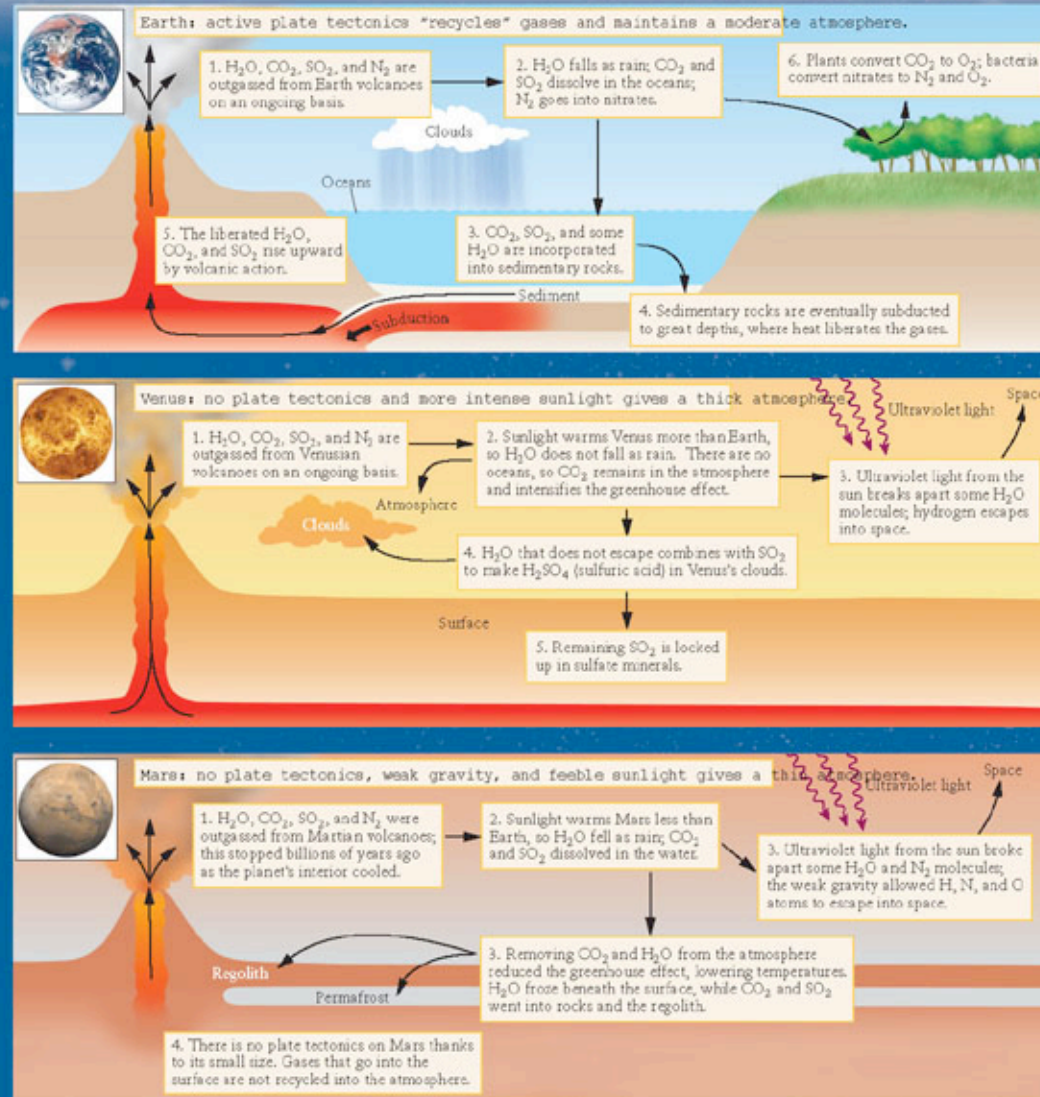 Earth: active plate tectonics "recycles" gases and maintains a moderate atmosphere.
1. H₂O, CO₂, SO₂, and N₂ are
outgassed from Earth volcanoes
on an ongoing basis.
2. H₂O falls as rain; CO₂ and
SO₂ dissolve in the oceans;
N₂ goes into nitrates.
6. Plants convert CO₂ to O₂; bacteria
convert nitrates to N₂ and O₂.
Clouds
Oceans
5. The liberated H₂O,
CO₂, and SO₂ rise upward
by volcanic action.
3. CO₂, SO₂, and some
H₂O are incorporated
into sedimentary rocks.
Sediment
Subduction
4. Sedimentary rocks are eventually subducted
to great depths, where heat liberates the gases.
Venus: no plate tectonics and more intense sunlight gives a thick atmosphere.
Ultraviolet light
Space
1. H₂O, CO₂, SO₂, and N₂ are
outgassed from Venusian
volcanoes on an ongoing basis.
2. Sunlight warms Venus more than Earth,
so H₂O does not fall as rain. There are no
oceans, so CO₂ remains in the atmosphere
and intensifies the greenhouse effect.
3. Ultraviolet light from the
sun breaks apart some H₂O
molecules; hydrogen escapes
into space.
Atmosphere
Clouds
4. H₂O that does not escape combines with SO₂
to make H₂SO₄ (sulfuric acid) in Venus's clouds.
Surface
5. Remaining SO₂ is locked
up in sulfate minerals.
Mars: no plate tectonics, weak gravity, and feeble sunlight gives a thin atmosphere.
Ultraviolet light
Space
1. H₂O, CO₂, SO₂, and N₂ were
outgassed from Martian volcanoes;
this stopped billions of years ago
as the planet's interior cooled.
2. Sunlight warms Mars less than
Earth, so H₂O fell as rain; CO₂
and SO₂ dissolved in the water.
3. Ultraviolet light from the sun broke
apart some H₂O and N₂ molecules;
the weak gravity allowed H, N, and O
atoms to escape into space.
3. Removing CO₂ and H₂O from the atmosphere
reduced the greenhouse effect, lowering temperatures.
H₂O froze beneath the surface, while CO₂ and SO₂
went into rocks and the regolith.
Regolith
Permafrost
4. There is no plate tectonics on Mars thanks
to its small size. Gases that go into the
surface are not recycled into the atmosphere.